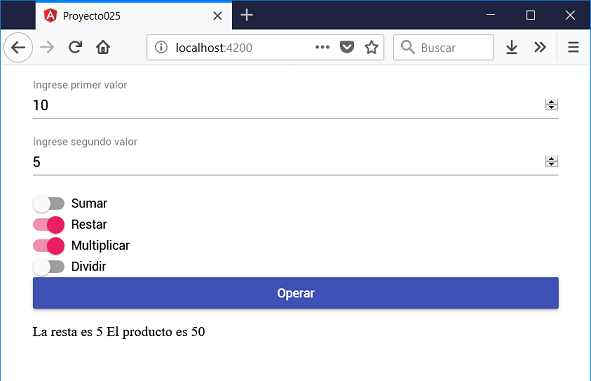 Proyecto025
localhost:4200
Buscar
Ingrese primer valor
10
Ingrese segundo valor
5
Sumar
Restar
Multiplicar
Dividir
Operar
La resta es 5 El producto es 50